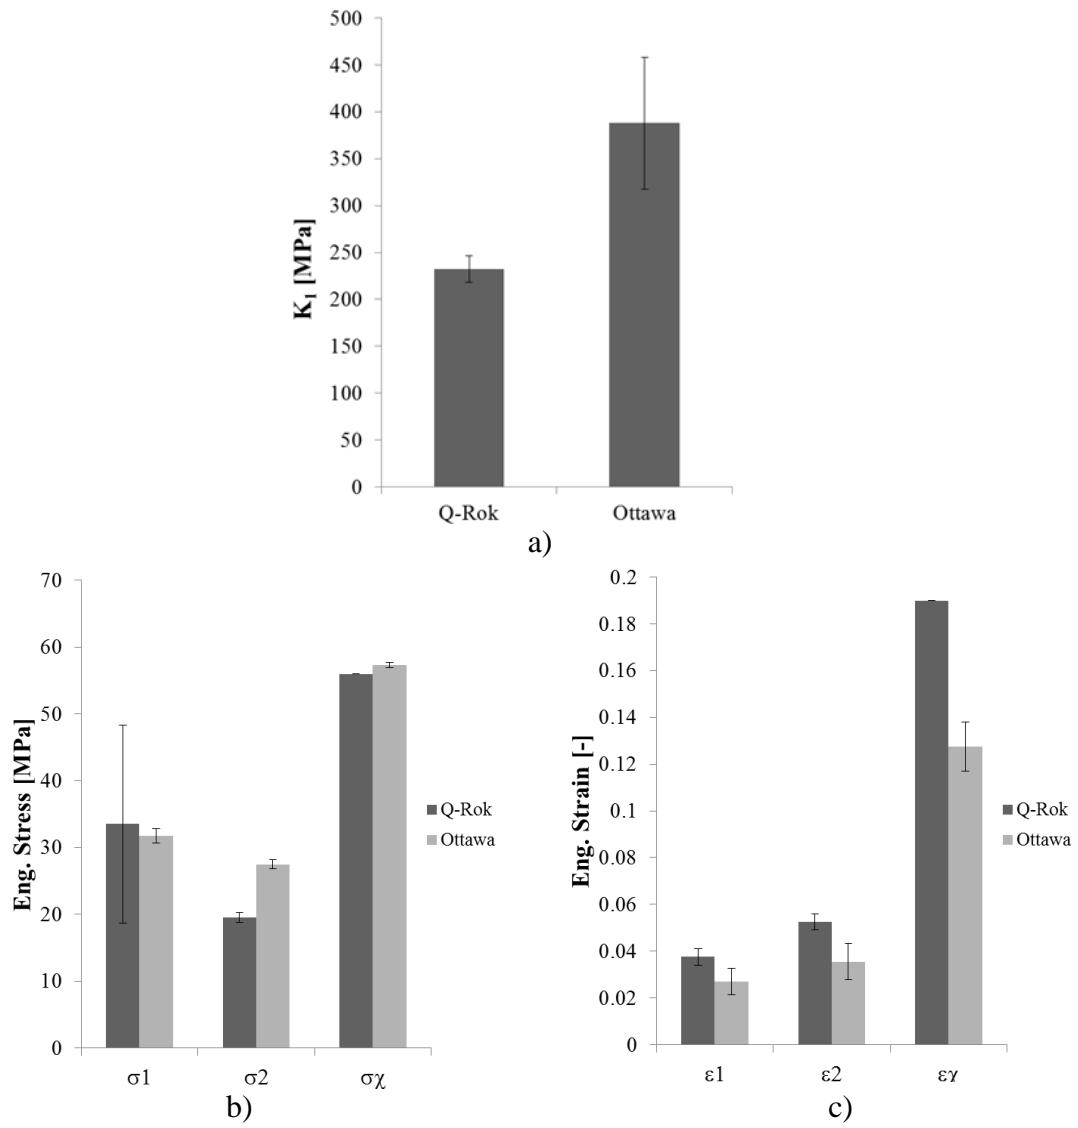 500
450
400
350
300
250
200
150
100
50
0
K1 [MPa]
Q-Rok Ottawa
a)
70
60
50
40
30
20
10
0
Eng. Stress [MPa]
Q-Rok
Ottawa
σ1 σ2 σχ
b)
0.2
0.18
0.16
0.14
0.12
0.1
0.08
0.06
0.04
0.02
0
Eng. Strain [-]
Q-Rok
Ottawa
ε1 ε2 εχ
c)